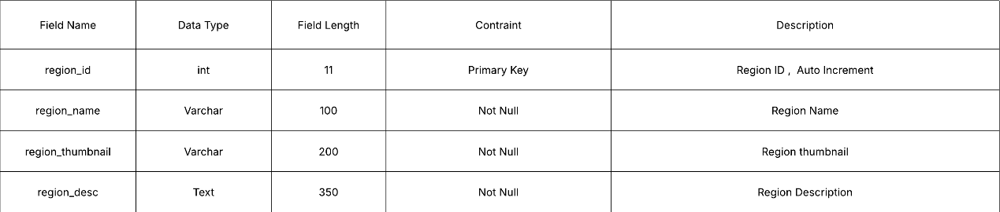 Field Name Data Type Field Length Contraint Description
region_id int 11 Primary Key Region ID , Auto Increment
region_name Varchar 100 Not Null Region Name
region_thumbnail Varchar 200 Not Null Region thumbnail
region_desc Text 350 Not Null Region Description